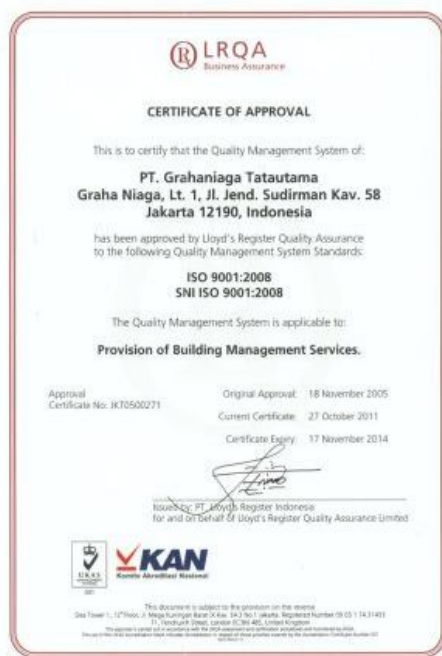 LRQA
Business Assurance
CERTIFICATE OF APPROVAL
This is to certify that the Quality Management System of:
PT. Grahaniaga Tatautama
Graha Niaga, Lt. 1, Jl. Jend. Sudirman Kav. 58
Jakarta 12190, Indonesia
has been approved by Lloyd's Register Quality Assurance
to the following Quality Management System Standards:
ISO 9001:2008
SNI ISO 9001:2008
The Quality Management System is applicable to:
Provision of Building Management Services.
Approval
Certificate No: JKT0500271
Original Approval: 18 November 2005
Current Certificate: 27 October 2011
Certificate Expiry: 17 November 2014
Issued by: PT. Lloyd's Register Indonesia
for and on behalf of Lloyd's Register Quality Assurance Limited
UKAS
001
KAN
Komite Akreditasi Nasional
This document is subject to the provision on the reverse